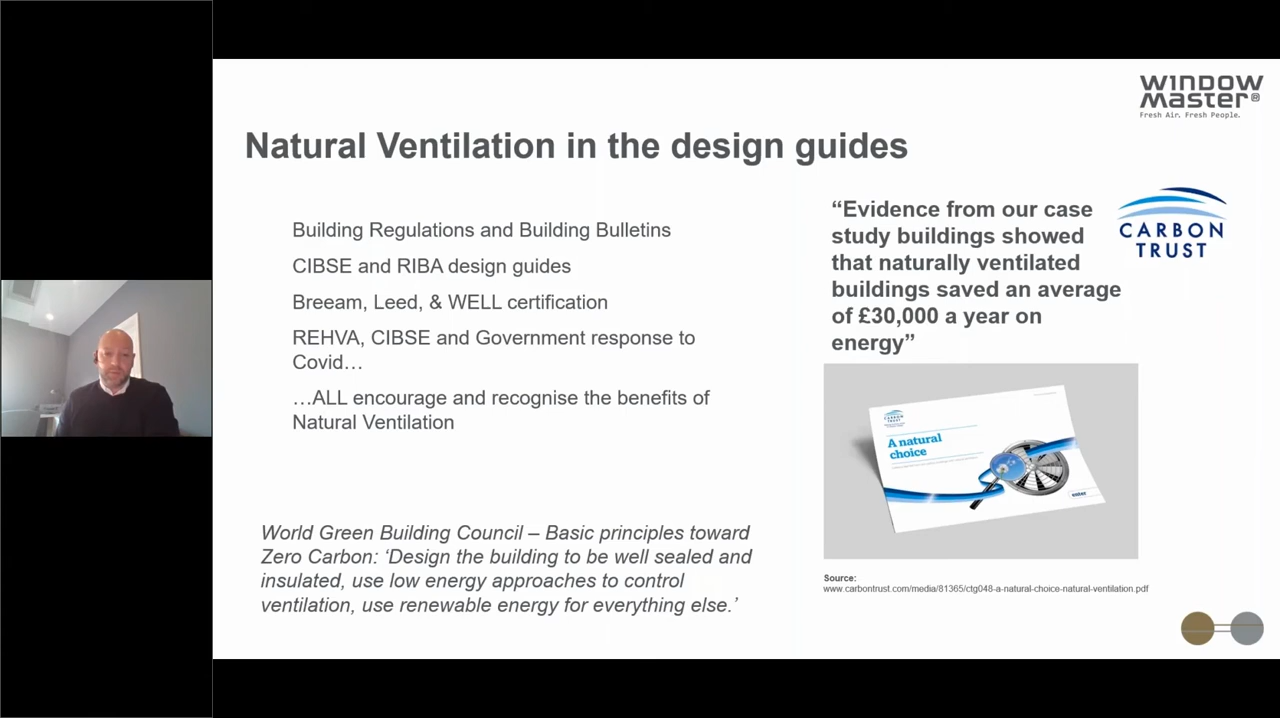 WINDOW
MASTER®
Fresh Air. Fresh People.
Natural Ventilation in the design guides
Building Regulations and Building Bulletins
CIBSE and RIBA design guides
Breeam, Leed, & WELL certification
REHVA, CIBSE and Government response to
Covid…
…ALL encourage and recognise the benefits of
Natural Ventilation
World Green Building Council – Basic principles toward
Zero Carbon: ‘Design the building to be well sealed and
insulated, use low energy approaches to control
ventilation, use renewable energy for everything else.’
“Evidence from our case
study buildings showed
that naturally ventilated
buildings saved an average
of £30,000 a year on
energy”
CARBON
TRUST
CARBON
TRUST
A natural
choice
enter
Source:
www.carbontrust.com/media/81365/ctg048-a-natural-choice-natural-ventilation.pdf